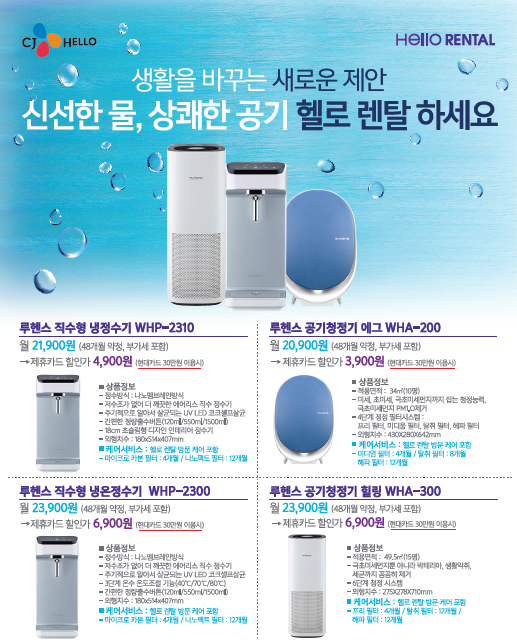 CJ HELLO
Hello RENTAL
생활을 바꾸는 새로운 제안
신선한 물, 상쾌한 공기 헬로 렌탈 하세요
루헨스 직수형 냉정수기 WHP-2310
월 21,900원 (48개월 약정, 부가세 포함)
→제휴카드 할인가 4,900원 (현대카드 30만원 이용시)
■ 상품정보
- 정수방식 : 나노멤브레인방식
- 저수조가 없어 더 깨끗한 에어리스 직수 정수기
- 주기적으로 알아서 살균되는 UV LED 코크셀프살균
- 간편한 정량출수버튼(120㎖/550㎖/1500㎖)
- 18cm 초슬림형 디자인 인테리어 정수기
- 외형치수 : 180x514x407mm
■ 케어서비스 : 헬로 렌탈 방문 케어 포함
- 마이크로 카본 필터 : 4개월 / 나노팩트 필터 : 12개월
루헨스 공기청정기 에그 WHA-200
월 20,900원 (48개월 약정, 부가세 포함)
→제휴카드 할인가 3,900원 (현대카드 30만원 이용시)
■ 상품정보
- 적용면적 : 34㎡(10평)
- 미세, 초미세, 극초미세먼지까지 잡는 청정능력,
극초미세먼지 PM1.0제거
- 4단계 청정 필터시스템 :
프리 필터, 미디움 필터, 탈취 필터, 헤파 필터
- 외형치수 : 430X280X642mm
■ 케어서비스 : 헬로 렌탈 방문 케어 포함
- 미디엄 필터 : 4개월 / 탈취 필터 : 8개월
헤파 필터 : 12개월
루헨스 직수형 냉온정수기 WHP-2300
월 23,900원 (48개월 약정, 부가세 포함)
→제휴카드 할인가 6,900원 (현대카드 30만원 이용시)
■ 상품정보
- 정수방식 : 나노멤브레인방식
- 저수조가 없어 더 깨끗한 에어리스 직수 정수기
- 주기적으로 알아서 살균되는 UV LED 코크셀프살균
- 3단계 온수 온도조절 기능(40℃/70℃/80℃)
- 간편한 정량출수버튼(120㎖/550㎖/1500㎖)
- 외형치수 : 180x514x407mm
■ 케어서비스 : 헬로 렌탈 방문 케어 포함
- 마이크로 카본 필터 : 4개월 / 나노팩트 필터 : 12개월
루헨스 공기청정기 힐링 WHA-300
월 23,900원 (48개월 약정, 부가세 포함)
→제휴카드 할인가 6,900원 (현대카드 30만원 이용시)
■ 상품정보
- 적용면적 : 49.5㎡(15평)
- 극초미세먼지뿐 아니라 박테리아, 생활악취,
세균까지 꼼꼼히 제거
- 6단계 청정 시스템
- 외형치수 : 275X278X710mm
■ 케어서비스 : 헬로 렌탈 방문 케어 포함
- 프리 필터 : 4개월 / 탈취 필터 : 12개월 /
헤파 필터 : 12개월